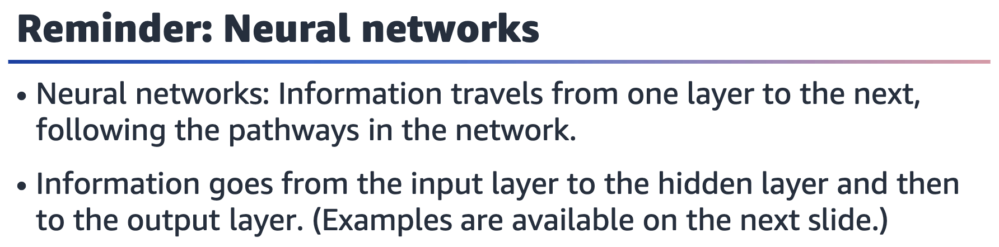 Reminder: Neural networks
• Neural networks: Information travels from one layer to the next,
following the pathways in the network.
• Information goes from the input layer to the hidden layer and then
to the output layer. (Examples are available on the next slide.)